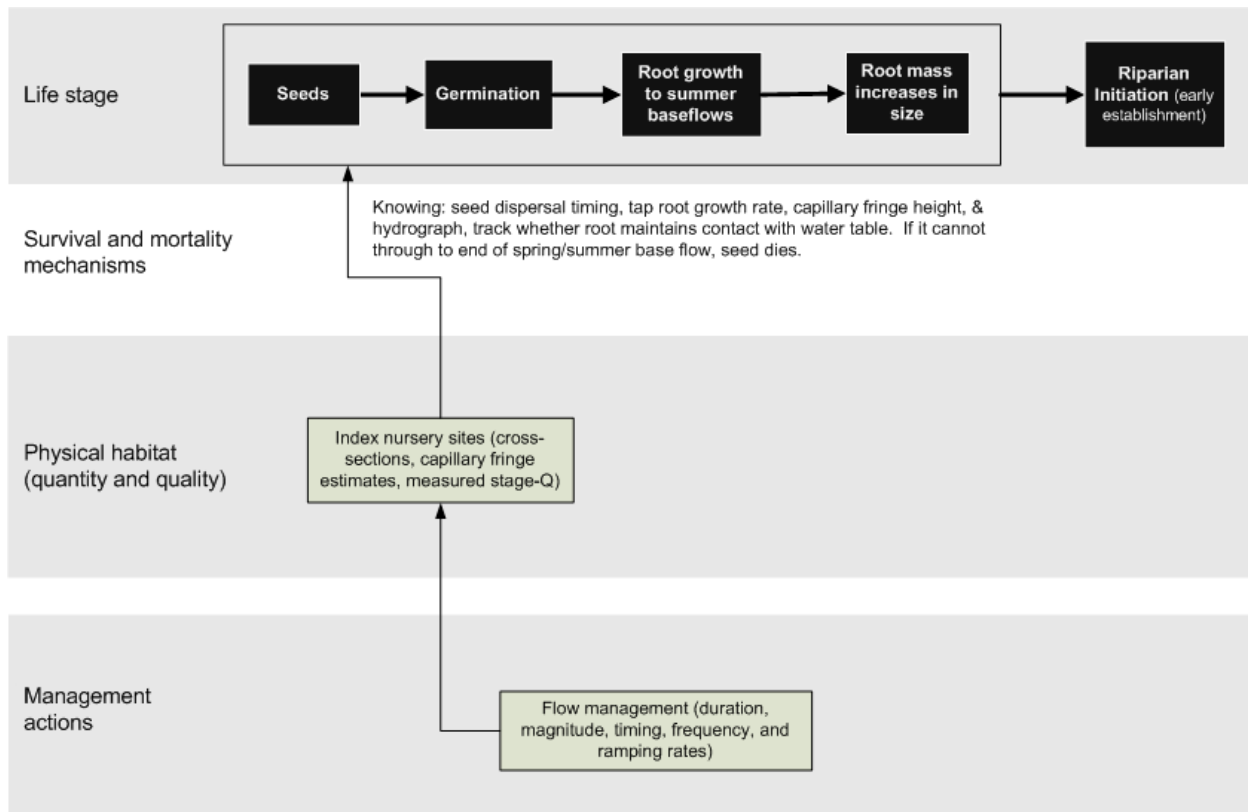 Life stage
Seeds
Germination
Root growth
to summer
baseflows
Root mass
increases in
size
Riparian
Initiation (early
establishment)
Survival and mortality
mechanisms
Knowing: seed dispersal timing, tap root growth rate, capillary fringe height, &
hydrograph, track whether root maintains contact with water table. If it cannot
through to end of spring/summer base flow, seed dies.
Physical habitat
(quantity and quality)
Index nursery sites (cross-
sections, capillary fringe
estimates, measured stage-Q)
Management
actions
Flow management (duration,
magnitude, timing, frequency, and
ramping rates)